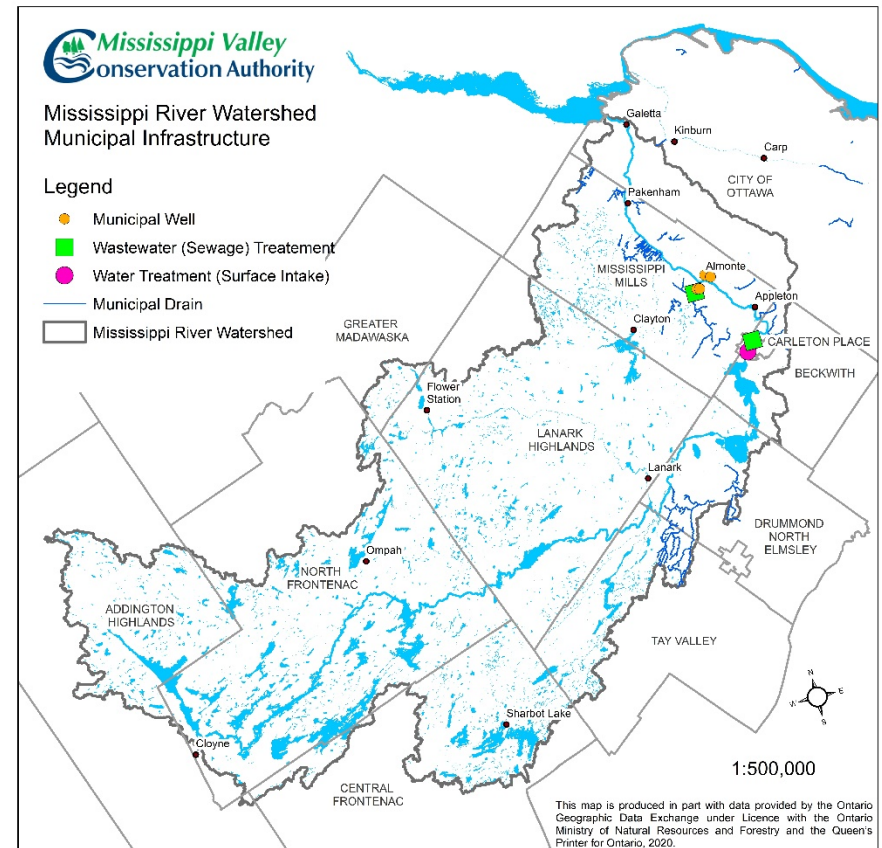 Mississippi Valley
Conservation Authority
Mississippi River Watershed
Municipal Infrastructure
Legend
Municipal Well
Wastewater (Sewage) Treatement
Water Treatment (Surface Intake)
Municipal Drain
Mississippi River Watershed
Galetta
Kinburn
Carp
CITY OF
OTTAWA
Pakenham
MISSISSIPPI
MILLS
Almonte
Appleton
Clayton
CARLETON PLACE
BECKWITH
GREATER
MADAWASKA
Flower
Station
LANARK
HIGHLANDS
Lanark
DRUMMOND
NORTH
ELMSLEY
Ompah
NORTH
FRONTENAC
ADDINGTON
HIGHLANDS
TAY VALLEY
Sharbot Lake
Cloyne
CENTRAL
FRONTENAC
N
W
E
S
1:500,000
This map is produced in part with data provided by the Ontario
Geographic Data Exchange under Licence with the Ontario
Ministry of Natural Resources and Forestry and the Queen's
Printer for Ontario, 2020.